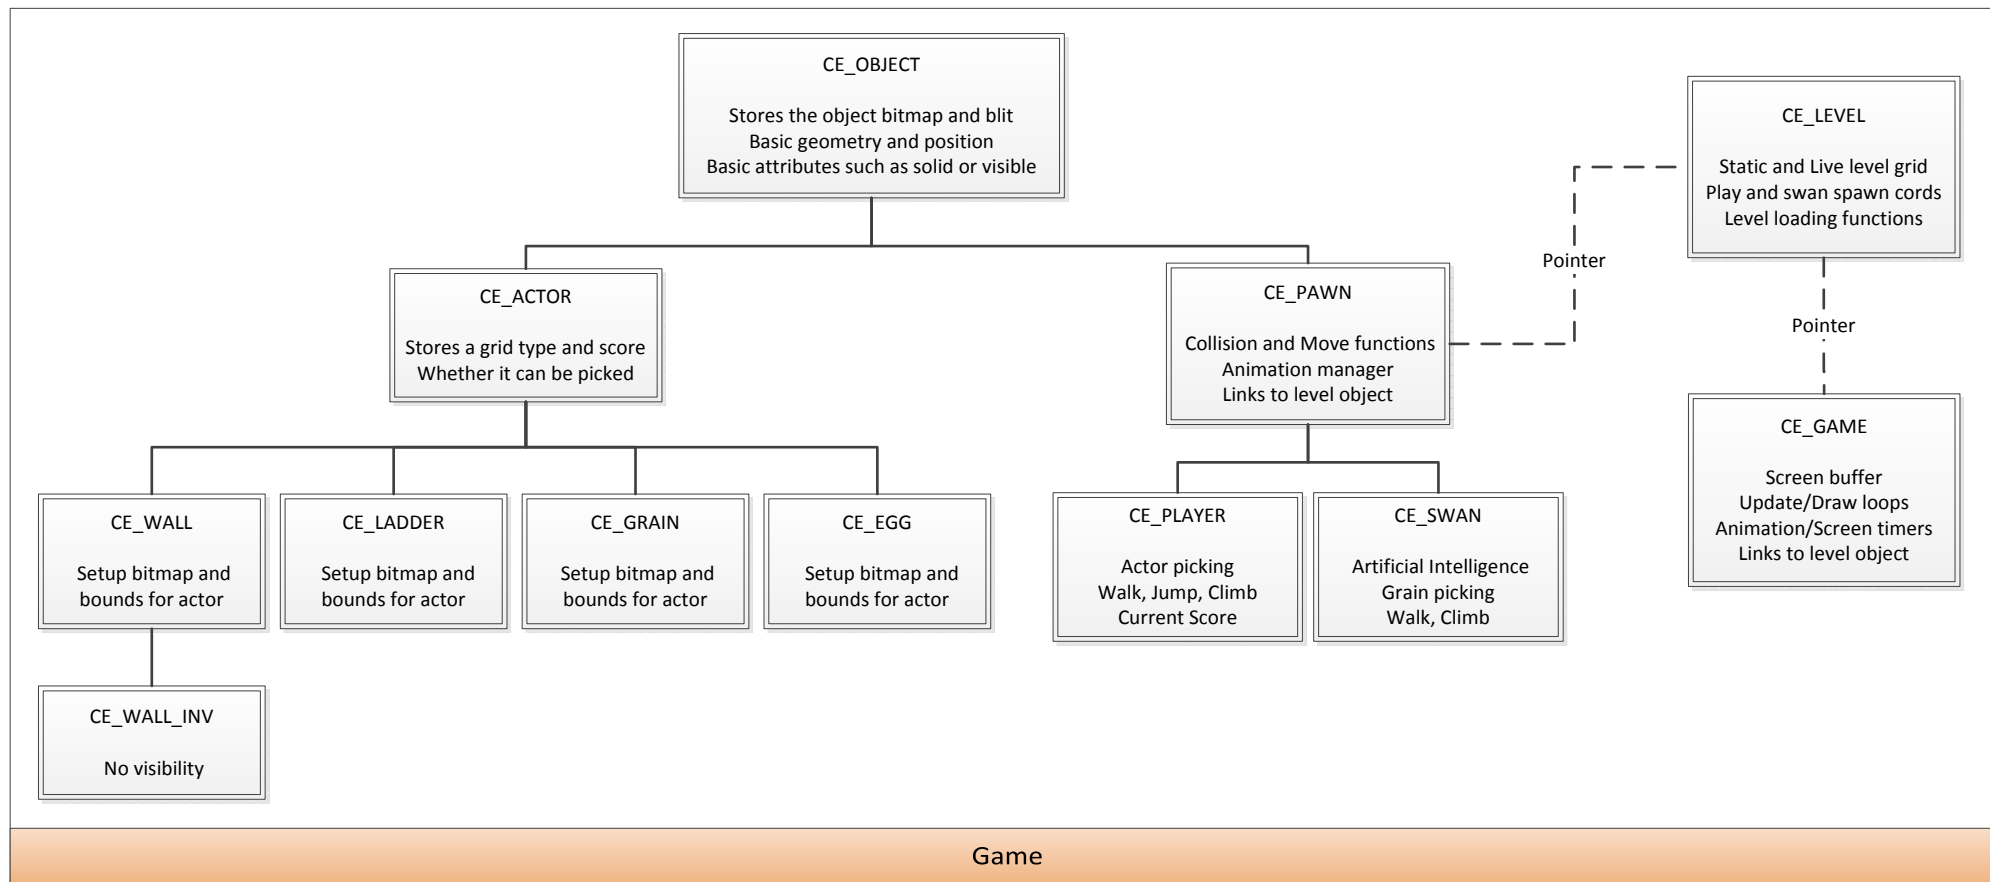 CE_OBJECT
Stores the object bitmap and blit
Basic geometry and position
Basic attributes such as solid or visible
CE_LEVEL
Static and Live level grid
Play and swan spawn cords
Level loading functions
Pointer
CE_ACTOR
Stores a grid type and score
Whether it can be picked
CE_PAWN
Collision and Move functions
Animation manager
Links to level object
Pointer
CE_GAME
Screen buffer
Update/Draw loops
Animation/Screen timers
Links to level object
CE_WALL
Setup bitmap and
bounds for actor
CE_LADDER
Setup bitmap and
bounds for actor
CE_GRAIN
Setup bitmap and
bounds for actor
CE_EGG
Setup bitmap and
bounds for actor
CE_PLAYER
Actor picking
Walk, Jump, Climb
Current Score
CE_SWAN
Artificial Intelligence
Grain picking
Walk, Climb
CE_WALL_INV
No visibility
Game